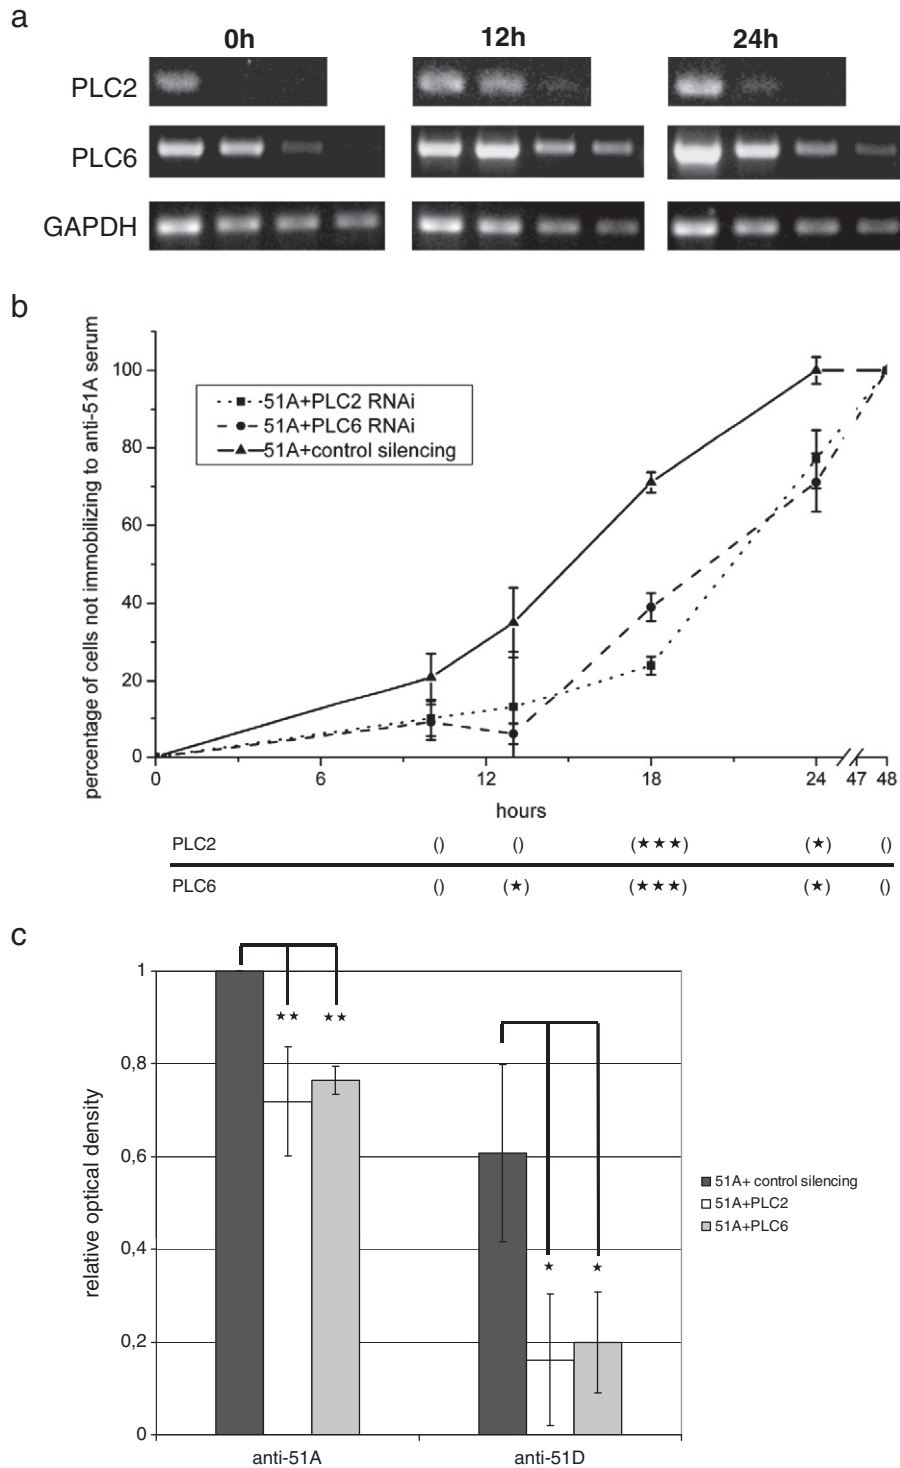 a
0h 12h 24h
PLC2
PLC6
GAPDH
b
percentage of cells not immobilizing to anti-51A serum
100
80
60
40
20
0
51A+PLC2 RNAi
51A+PLC6 RNAi
51A+control silencing
0 6 12 18 24 47 48
hours
PLC2 () () (★★★) (★) ()
PLC6 () (★) (★★★) (★) ()
c
relative optical density
1
0,8
0,6
0,4
0,2
0
★★ ★★
★ ★
51A+ control silencing
51A+PLC2
51A+PLC6
anti-51A anti-51D